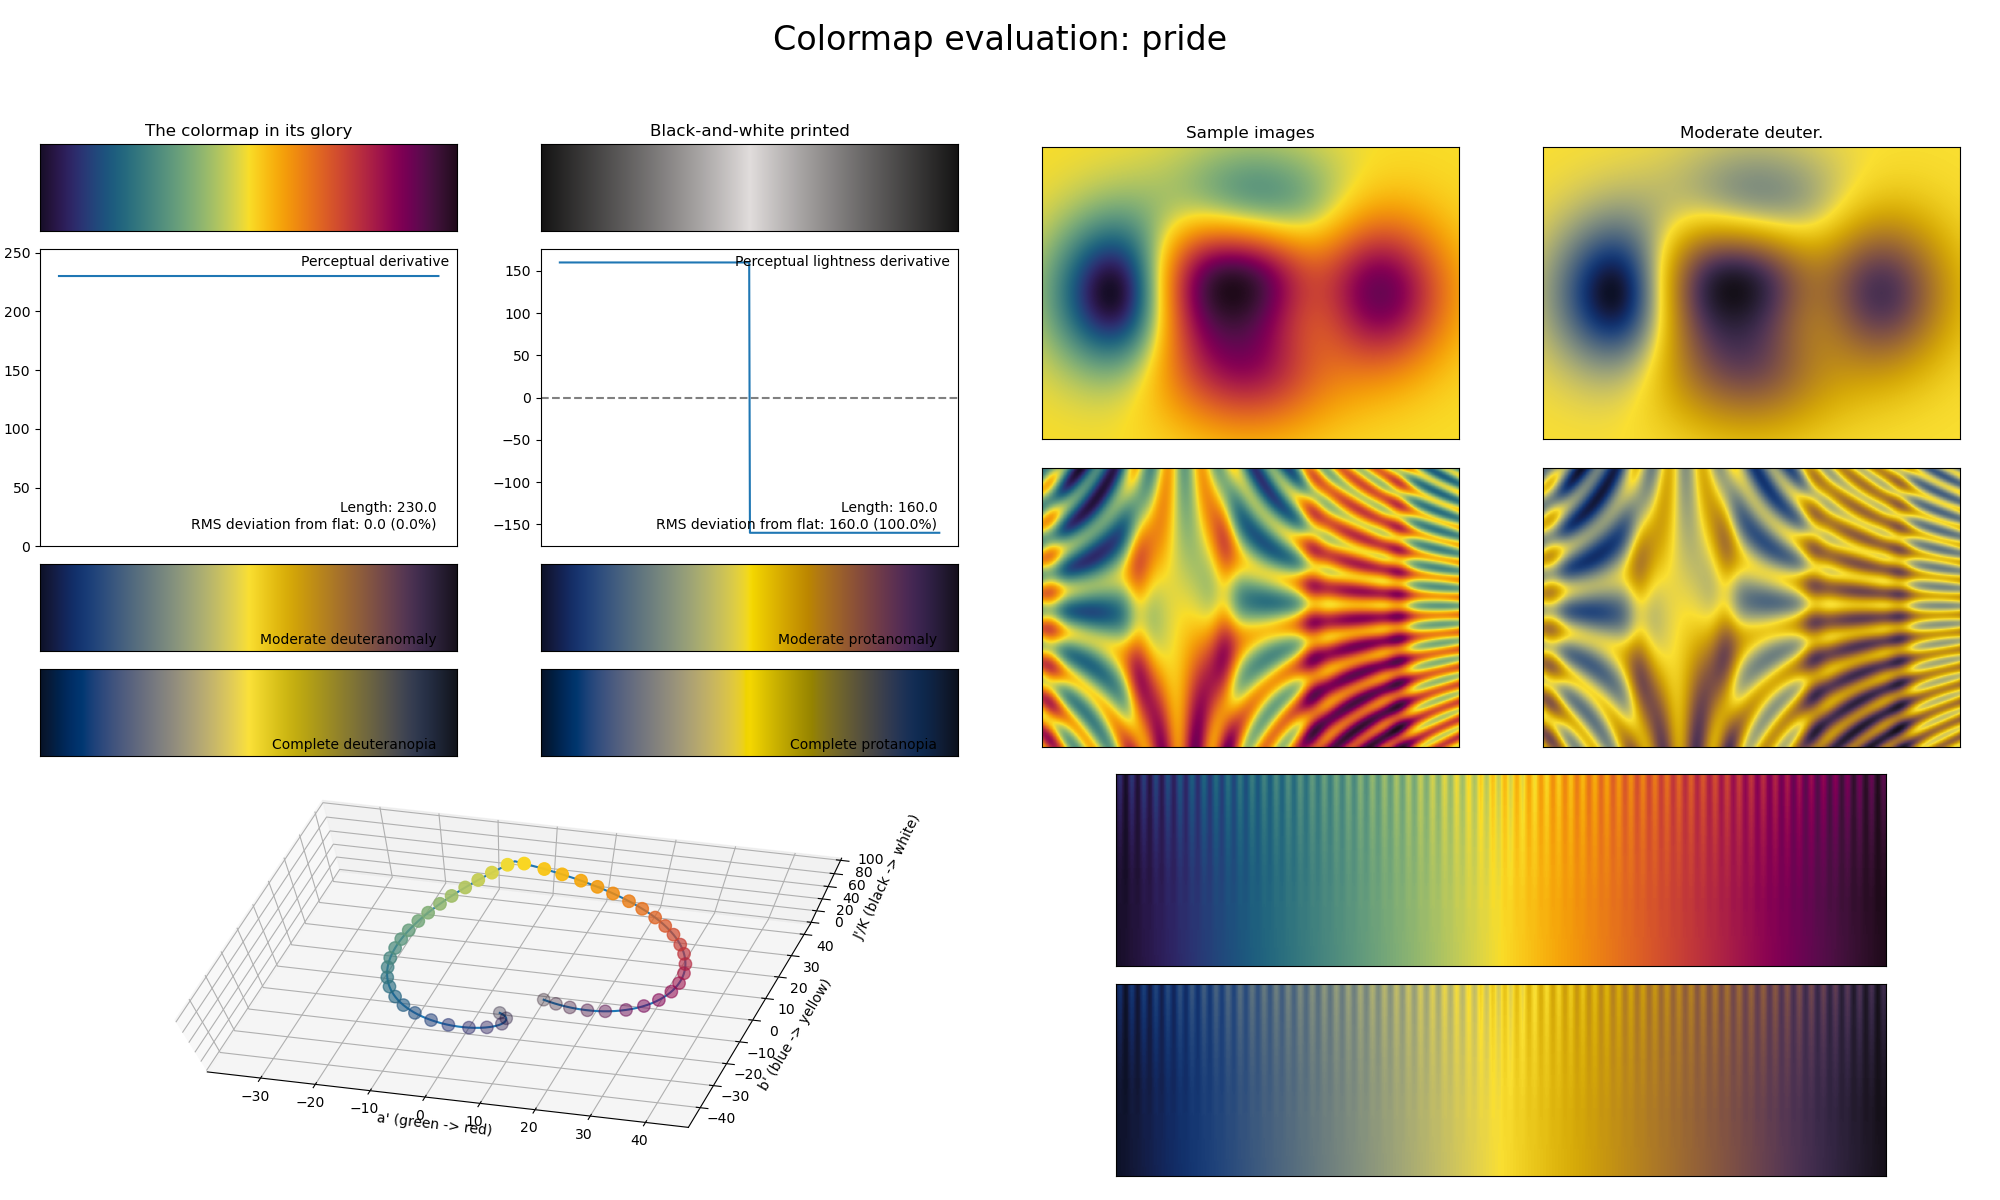 Colormap evaluation: pride
The colormap in its glory
Black-and-white printed
Sample images
Moderate deuter.
250
200
150
100
50
0
Perceptual derivative
Length: 230.0
RMS deviation from flat: 0.0 (0.0%)
150
100
50
0
−50
−100
−150
Perceptual lightness derivative
Length: 160.0
RMS deviation from flat: 160.0 (100.0%)
Moderate deuteranomaly
Moderate protanomaly
Complete deuteranopia
Complete protanopia
−30
−20
−10
0
10
20
30
40
a' (green -> red)
−40
−30
−20
−10
0
10
20
30
40
b' (blue -> yellow)
0
20
40
60
80
100
J'/K (black -> white)